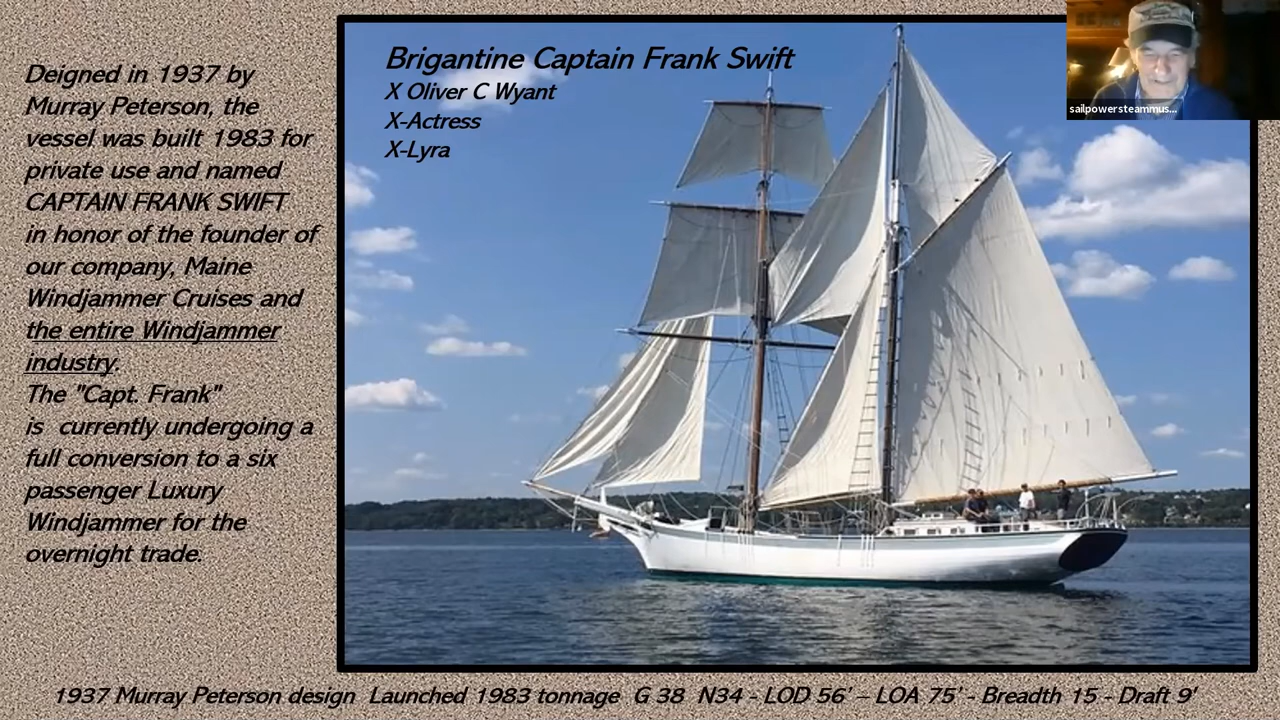 Brigantine Captain Frank Swift
X Oliver C Wyant
X-Actress
X-Lyra
sailpowersteammus...
Deigned in 1937 by
Murray Peterson, the
vessel was built 1983 for
private use and named
CAPTAIN FRANK SWIFT
in honor of the founder of
our company, Maine
Windjammer Cruises and
the entire Windjammer
industry.
The "Capt. Frank"
is  currently undergoing a
full conversion to a six
passenger Luxury
Windjammer for the
overnight trade.
1937 Murray Peterson design  Launched 1983 tonnage  G 38  N34 - LOD 56' – LOA 75' - Breadth 15 - Draft 9'